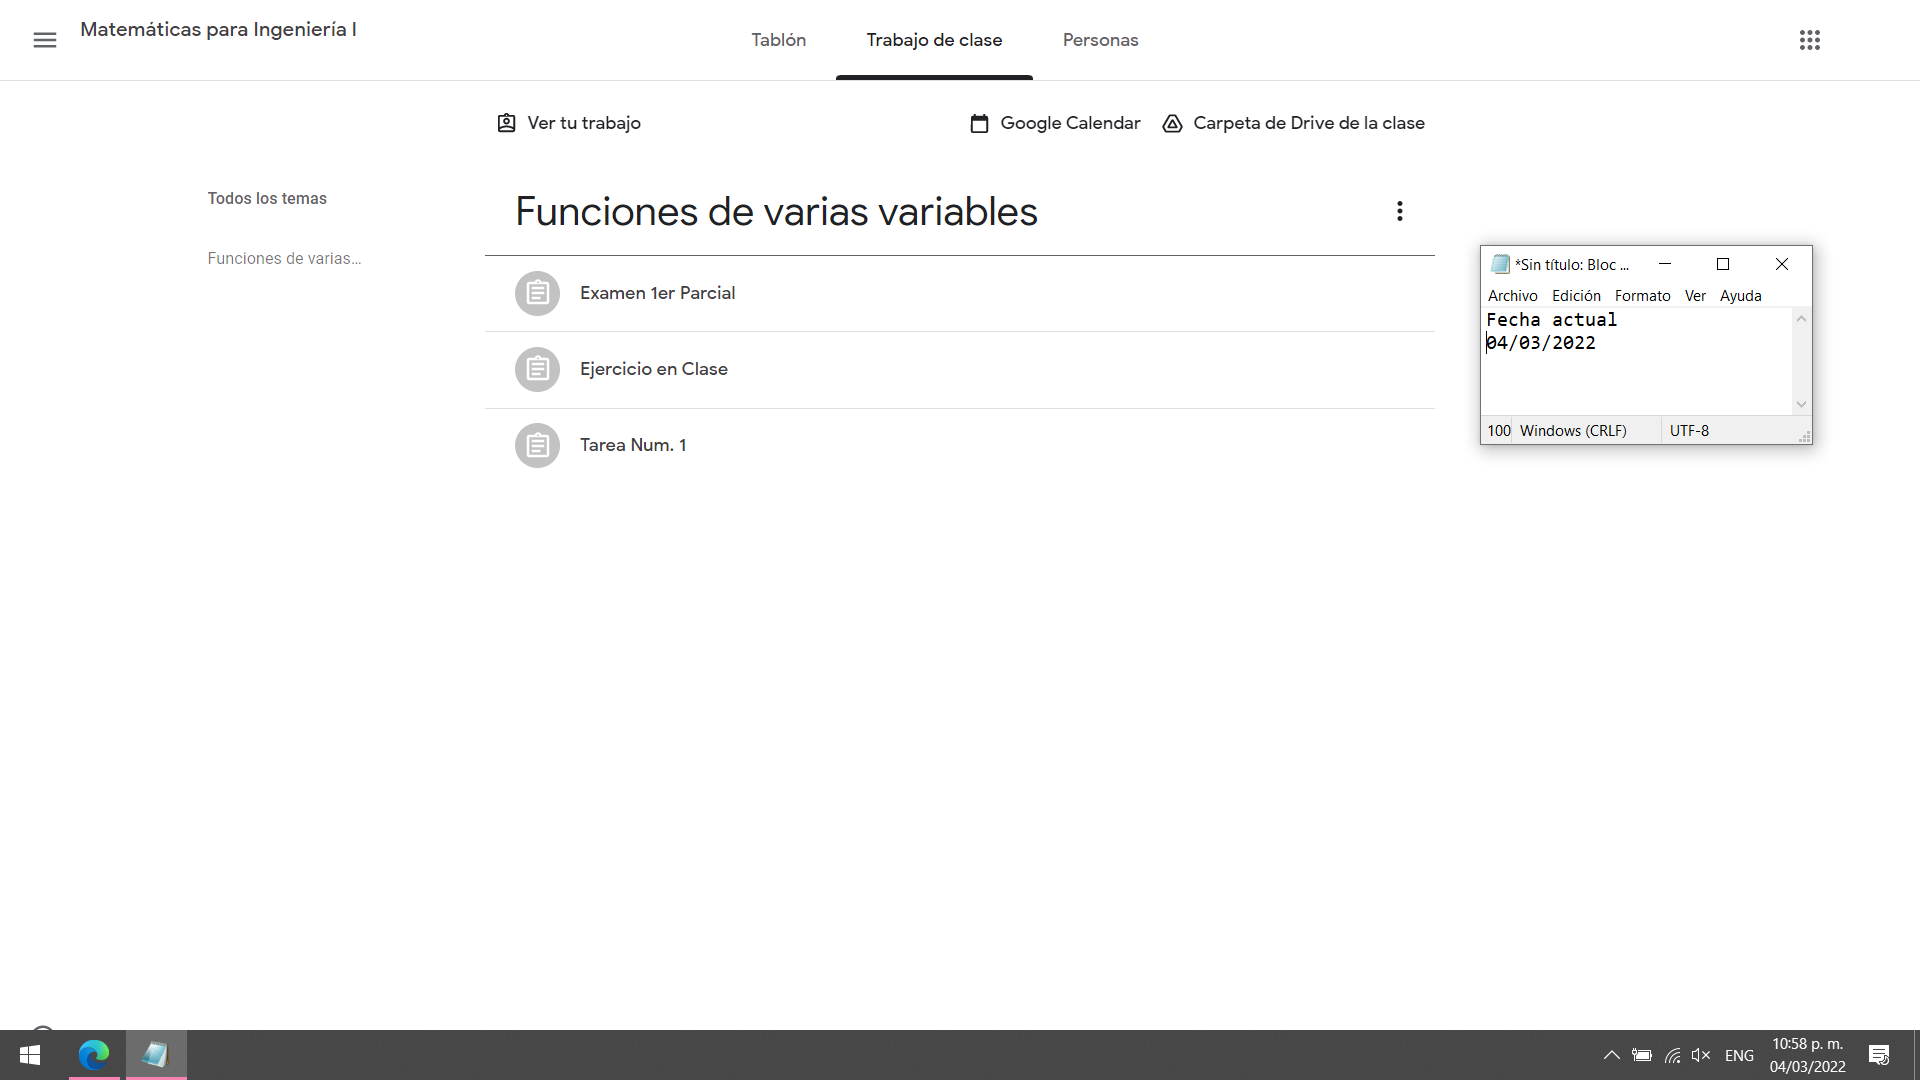 Matemáticas para Ingeniería I
Tablón
Trabajo de clase
Personas
Ver tu trabajo
Google Calendar
Carpeta de Drive de la clase
Todos los temas
Funciones de varias...
Funciones de varias variables
Examen 1er Parcial
Ejercicio en Clase
Tarea Num. 1
*Sin título: Bloc ...
Archivo Edición Formato Ver Ayuda
Fecha actual
04/03/2022
100 Windows (CRLF) UTF-8
ENG
10:58 p. m.
04/03/2022